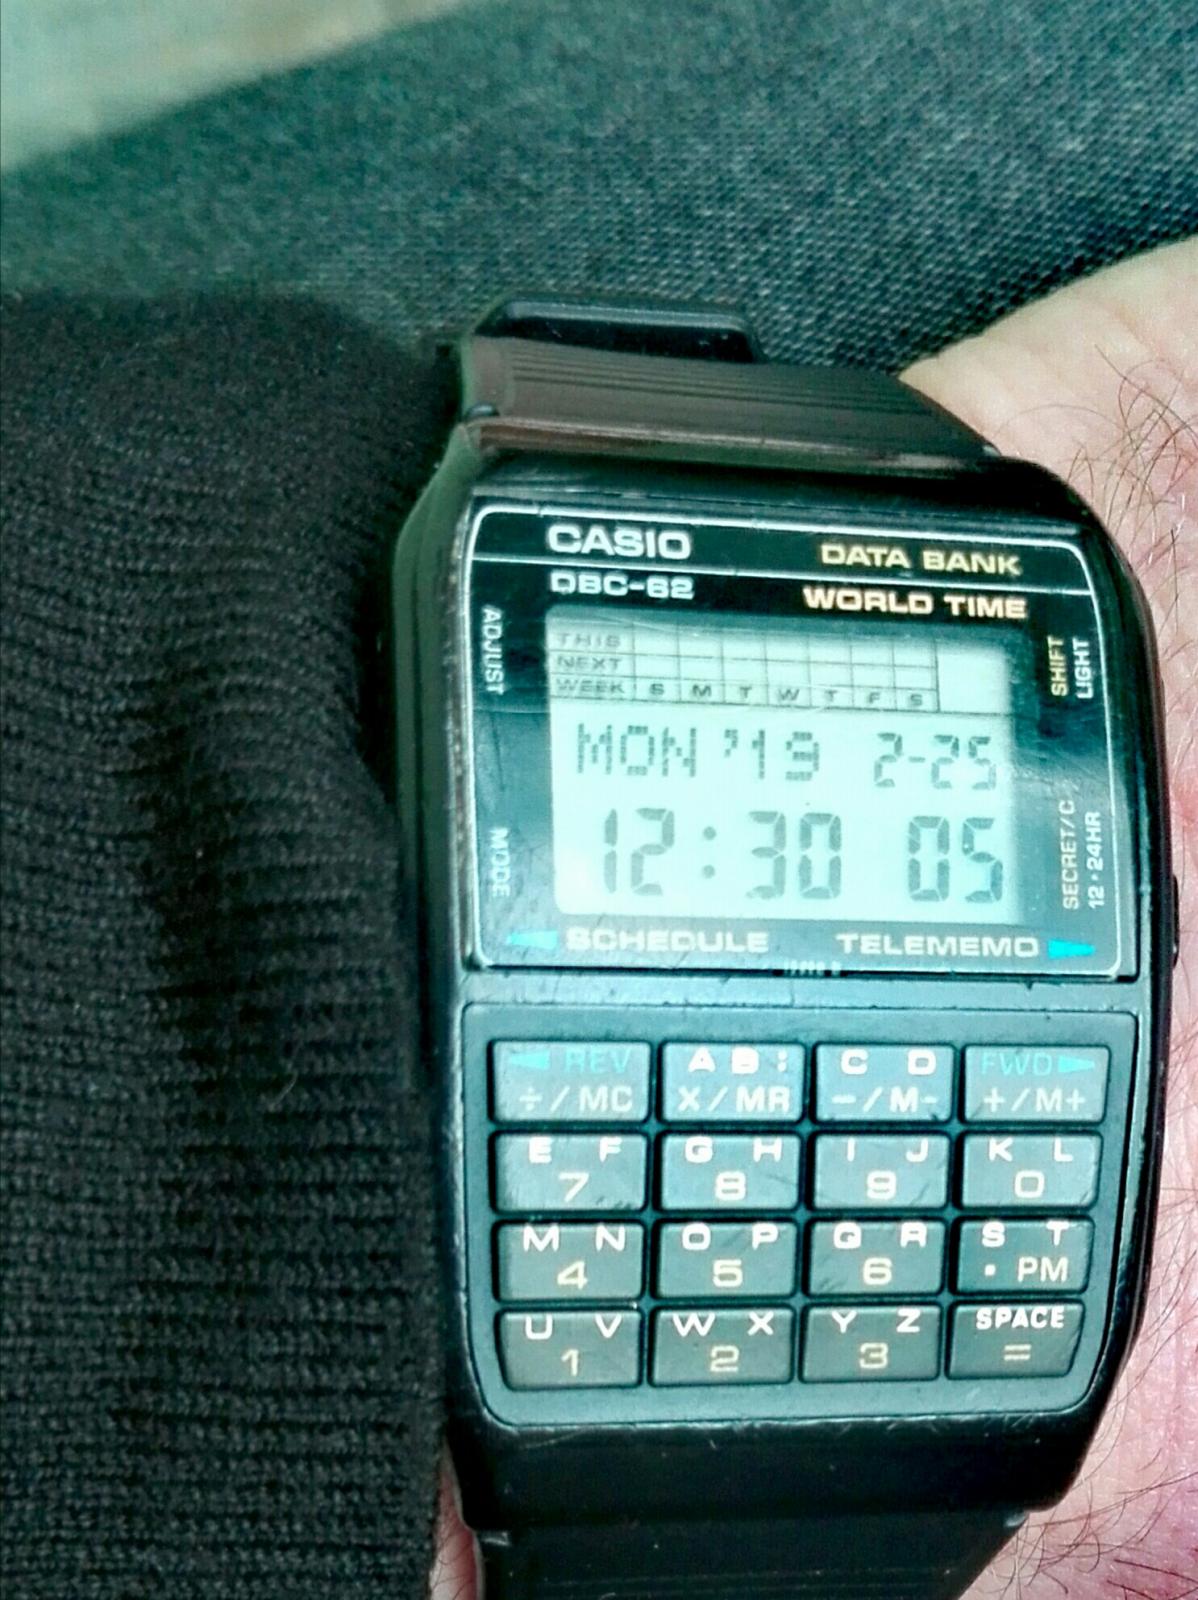 CASIO DATA BANK
DBC-62 WORLD TIME
ADJUST
MODE
SHIFT
LIGHT
SECRET/C
12・24HR
THIS
NEXT
WEEK S M T W T F S
MON '19 2-25
12:30 05
◀ SCHEDULE TELEMEMO ▶
◀ REV A B : C D FWD ▶
÷/MC X/MR −/M- +/M+
E F G H I J K L
7 8 9 0
M N O P Q R S T
4 5 6 • PM
U V W X Y Z SPACE
1 2 3 =